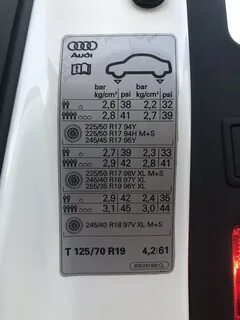 Audi
bar psi bar psi
kg/cm² kg/cm²
2,6 38 2,2 32
2,8 41 2,7 39
225/50 R17 94Y
225/50 R17 94H M+S
245/40 R18
2,7 39 2,3 33
2,9 42 2,8 41
225/50 R17 98V XL M+S
245/40 R18 97Y XL
255/35 R19 96Y XL
2,9 42 2,4 35
3,1 45 3,0 44
245/40 R18 97V XL M+S
T 125/70 R19 4,2/61